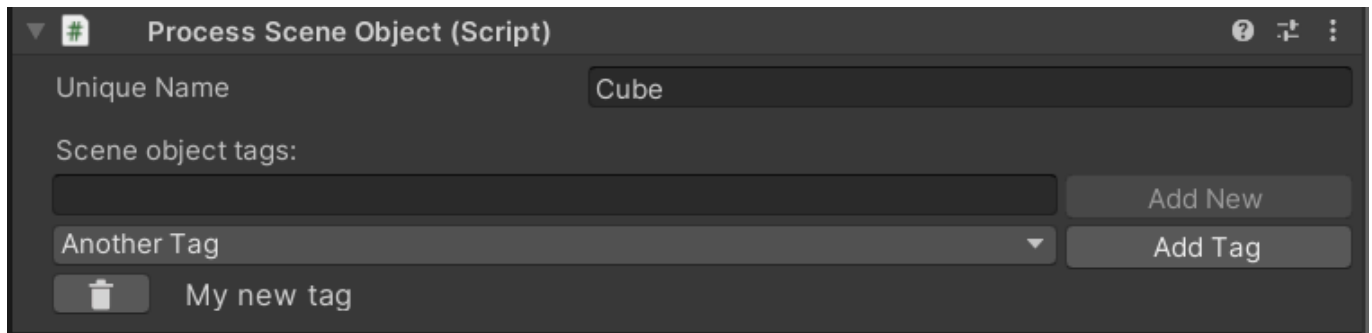 # Process Scene Object (Script) ?
Unique Name Cube
Scene object tags:
Add New
Another Tag Add Tag
My new tag